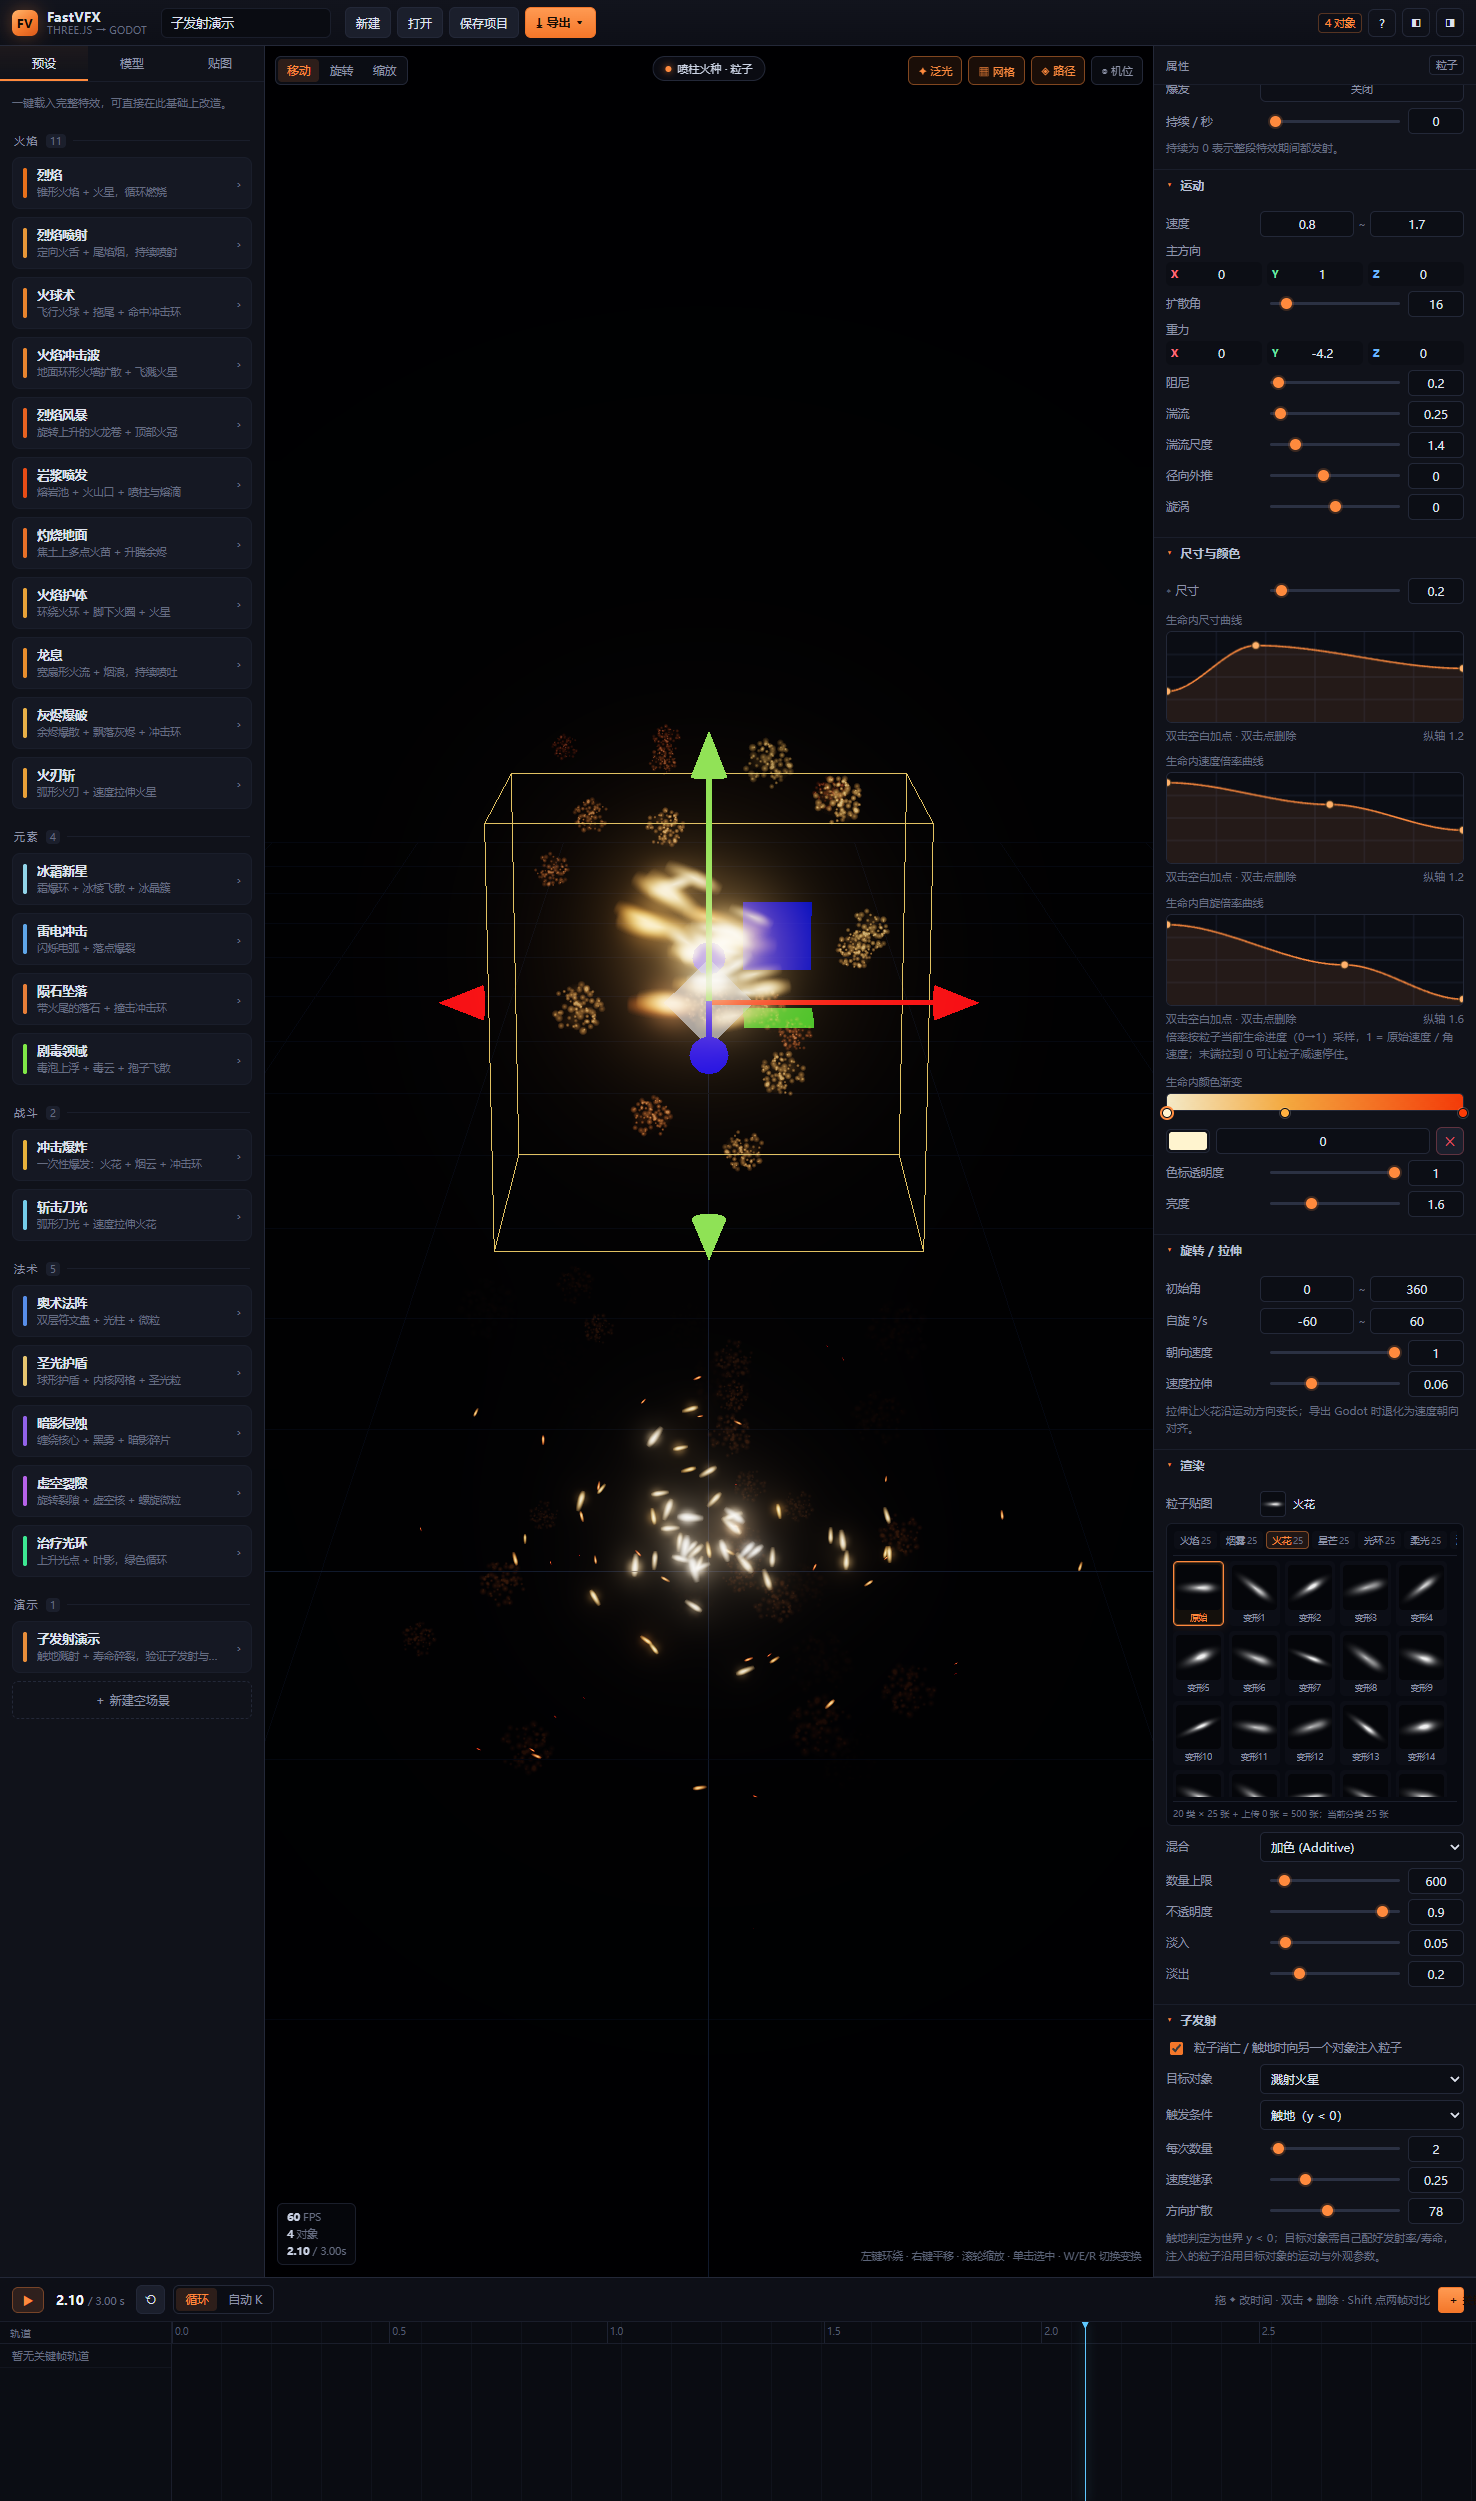 FV FastVFX
THREE.JS → GODOT
子发射演示
新建 打开 保存项目 导出
4 对象 ?
预设 模型 贴图
一键载入完整特效，可直接在此基础上改造。
火焰 11
烈焰
锥形火焰 + 火星，循环燃烧
烈焰喷射
定向火舌 + 尾焰烟，持续喷射
火球术
飞行火球 + 拖尾 + 命中冲击环
火焰冲击波
地面环形火墙扩散 + 飞溅火星
烈焰风暴
旋转上升的火龙卷 + 顶部火冠
岩浆喷发
熔岩池 + 火山口 + 喷柱与熔滴
灼烧地面
焦土上多点火苗 + 升腾余烬
火焰护体
环绕火环 + 脚下火圈 + 火星
龙息
宽扇形火流 + 烟浪，持续喷吐
灰烬爆破
余烬爆散 + 飘落灰烬 + 冲击环
火刃斩
弧形火刃 + 速度拉伸火星
元素 4
冰霜新星
霜爆环 + 冰棱飞散 + 冰晶簇
雷电冲击
闪烁电弧 + 落点爆裂
陨石坠落
带火尾的落石 + 撞击冲击环
剧毒领域
毒泡上浮 + 毒云 + 孢子飞散
战斗 2
冲击爆炸
一次性爆发：火花 + 烟云 + 冲击环
斩击刀光
弧形刀光 + 速度拉伸火花
法术 5
奥术法阵
双层符文盘 + 光柱 + 微粒
圣光护盾
球形护盾 + 内核网格 + 圣光粒
暗影侵蚀
缠绕核心 + 黑雾 + 暗影碎片
虚空裂隙
旋转裂隙 + 虚空核 + 螺旋微粒
治疗光环
上升光点 + 叶影，绿色循环
演示 1
子发射演示
触地溅射 + 寿命碎裂，验证子发射与...
+ 新建空场景
移动 旋转 缩放
喷柱火种 · 粒子
泛光 网格 路径 机位
60 FPS
4 对象
2.10 / 3.00s
左键环绕 · 右键平移 · 滚轮缩放 · 单击选中 · W/E/R 切换变换
属性 粒子
爆发 关闭
持续 / 秒 0
持续为 0 表示整段特效期间都发射。
运动
速度 0.8 ~ 1.7
主方向
X 0 Y 1 Z 0
扩散角 16
重力
X 0 Y -4.2 Z 0
阻尼 0.2
湍流 0.25
湍流尺度 1.4
径向外推 0
漩涡 0
尺寸与颜色
尺寸 0.2
生命内尺寸曲线
双击空白加点 · 双击点删除 纵轴 1.2
生命内速度倍率曲线
双击空白加点 · 双击点删除 纵轴 1.2
生命内自旋倍率曲线
双击空白加点 · 双击点删除 纵轴 1.6
倍率按粒子当前生命进度（0→1）采样，1 = 原始速度 / 角
速度；末端拉到 0 可让粒子减速停住。
生命内颜色渐变
0
色标透明度 1
亮度 1.6
旋转 / 拉伸
初始角 0 ~ 360
自旋 °/s -60 ~ 60
朝向速度 1
速度拉伸 0.06
拉伸让火花沿运动方向变长；导出 Godot 时退化为速度朝向
对齐。
渲染
粒子贴图 火花
火焰 25 烟雾 25 火花 25 星芒 25 光环 25 柔光 25
原始 变形1 变形2 变形3 变形4
变形5 变形6 变形7 变形8 变形9
变形10 变形11 变形12 变形13 变形14
20 类 × 25 张 + 上传 0 张 = 500 张；当前分类 25 张
混合 加色 (Additive)
数量上限 600
不透明度 0.9
淡入 0.05
淡出 0.2
子发射
粒子消亡 / 触地时向另一个对象注入粒子
目标对象 溅射火星
触发条件 触地（y < 0）
每次数量 2
速度继承 0.25
方向扩散 78
触地判定为世界 y < 0；目标对象需自己配好发射率/寿命，
注入的粒子沿用目标对象的运动与外观参数。
2.10 / 3.00 s 循环 自动 K
拖 ◆ 改时间 · 双击 ◆ 删除 · Shift 点两帧对比 +
轨道 0.0 0.5 1.0 1.5 2.0 2.5
暂无关键帧轨道